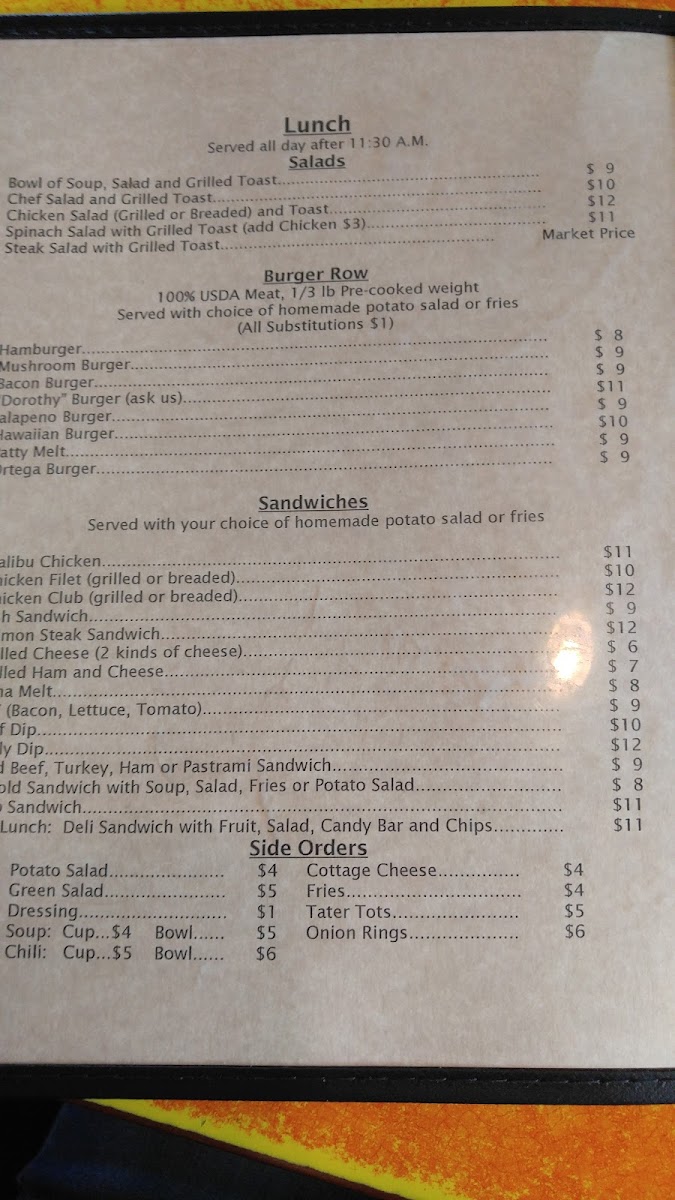 Lunch
Served all day after 11:30 A.M.
Salads
Bowl of Soup, Salad and Grilled Toast........ $ 9
Chef Salad and Grilled Toast........ $10
Chicken Salad (Grilled or Breaded) and Toast........ $12
Spinach Salad with Grilled Toast (add Chicken $3)........ $11
Steak Salad with Grilled Toast........ Market Price
Burger Row
100% USDA Meat, 1/3 lb Pre-cooked weight
Served with choice of homemade potato salad or fries
(All Substitutions $1)
Hamburger........ $ 8
Mushroom Burger........ $ 9
Bacon Burger........ $ 9
"Dorothy" Burger (ask us)........ $11
alapeno Burger........ $ 9
Hawaiian Burger........ $10
atty Melt........ $ 9
Ortega Burger........ $ 9
Sandwiches
Served with your choice of homemade potato salad or fries
alibu Chicken........ $11
hicken Filet (grilled or breaded)........ $10
hicken Club (grilled or breaded)........ $12
h Sandwich........ $ 9
mon Steak Sandwich........ $12
lled Cheese (2 kinds of cheese)........ $ 6
lled Ham and Cheese........ $ 7
na Melt........ $ 8
(Bacon, Lettuce, Tomato)........ $ 9
f Dip........ $10
ly Dip........ $12
d Beef, Turkey, Ham or Pastrami Sandwich........ $ 9
old Sandwich with Soup, Salad, Fries or Potato Salad........ $ 8
Sandwich........ $11
Lunch: Deli Sandwich with Fruit, Salad, Candy Bar and Chips........ $11
Side Orders
Potato Salad........ $4 Cottage Cheese........ $4
Green Salad........ $5 Fries........ $4
Dressing........ $1 Tater Tots........ $5
Soup: Cup...$4 Bowl...... $5 Onion Rings........ $6
Chili: Cup...$5 Bowl...... $6